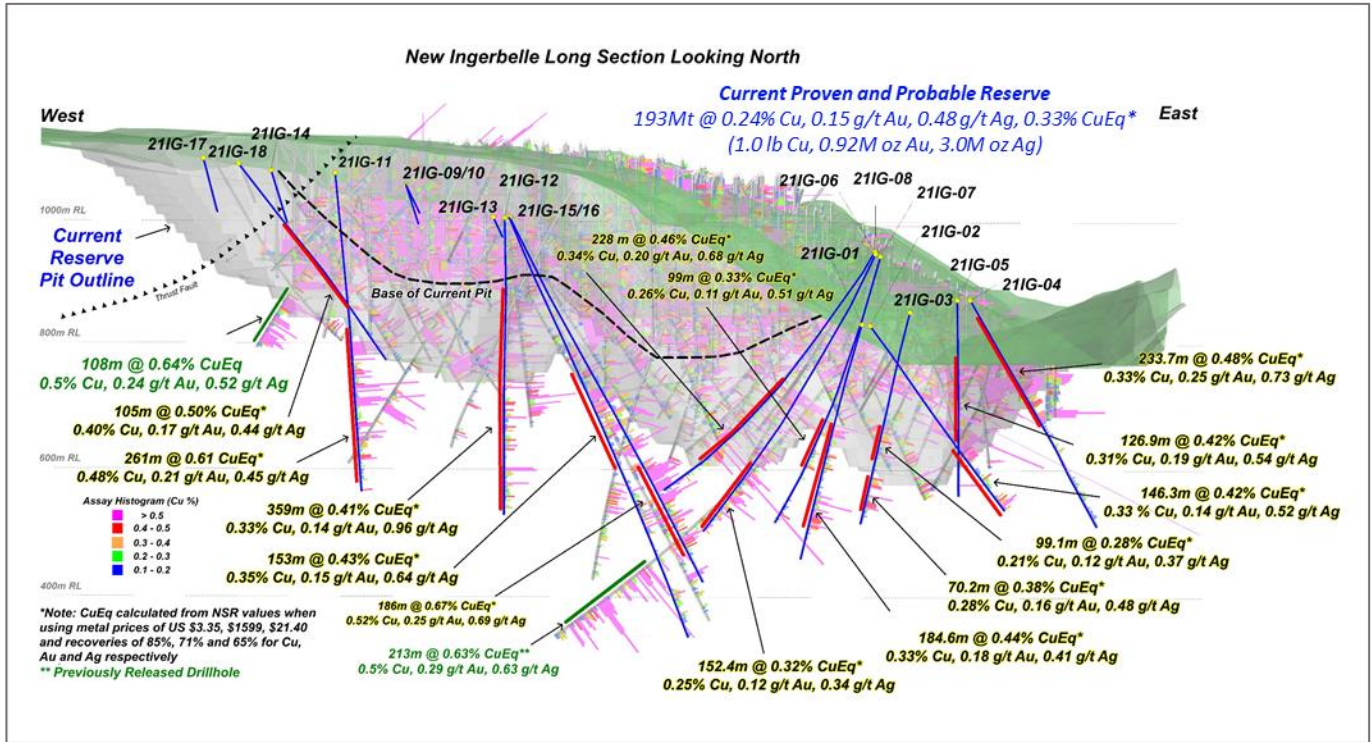 New Ingerbelle Long Section Looking North
Current Proven and Probable Reserve
193Mt @ 0.24% Cu, 0.15 g/t Au, 0.48 g/t Ag, 0.33% CuEq*
(1.0 lb Cu, 0.92M oz Au, 3.0M oz Ag)
West
East
21IG-14
21IG-17
21IG-18
21IG-11
21IG-09/10
21IG-12
21IG-13
21IG-15/16
21IG-06
21IG-08
21IG-07
21IG-02
21IG-01
21IG-05
21IG-03
21IG-04
1000m RL
800m RL
600m RL
400m RL
Current
Reserve
Pit Outline
Thrust Fault
Base of Current Pit
228 m @ 0.46% CuEq*
0.34% Cu, 0.20 g/t Au, 0.68 g/t Ag
99m @ 0.33% CuEq*
0.26% Cu, 0.11 g/t Au, 0.51 g/t Ag
108m @ 0.64% CuEq
0.5% Cu, 0.24 g/t Au, 0.52 g/t Ag
105m @ 0.50% CuEq*
0.40% Cu, 0.17 g/t Au, 0.44 g/t Ag
261m @ 0.61 CuEq*
0.48% Cu, 0.21 g/t Au, 0.45 g/t Ag
359m @ 0.41% CuEq*
0.33% Cu, 0.14 g/t Au, 0.96 g/t Ag
153m @ 0.43% CuEq*
0.35% Cu, 0.15 g/t Au, 0.64 g/t Ag
186m @ 0.67% CuEq*
0.52% Cu, 0.25 g/t Au, 0.69 g/t Ag
213m @ 0.63% CuEq**
0.5% Cu, 0.29 g/t Au, 0.63 g/t Ag
152.4m @ 0.32% CuEq*
0.25% Cu, 0.12 g/t Au, 0.34 g/t Ag
184.6m @ 0.44% CuEq*
0.33% Cu, 0.18 g/t Au, 0.41 g/t Ag
70.2m @ 0.38% CuEq*
0.28% Cu, 0.16 g/t Au, 0.48 g/t Ag
99.1m @ 0.28% CuEq*
0.21% Cu, 0.12 g/t Au, 0.37 g/t Ag
146.3m @ 0.42% CuEq*
0.33 % Cu, 0.14 g/t Au, 0.52 g/t Ag
126.9m @ 0.42% CuEq*
0.31% Cu, 0.19 g/t Au, 0.54 g/t Ag
233.7m @ 0.48% CuEq*
0.33% Cu, 0.25 g/t Au, 0.73 g/t Ag
Assay Histogram (Cu %)
> 0.5
0.4 - 0.5
0.3 - 0.4
0.2 - 0.3
0.1 - 0.2
*Note: CuEq calculated from NSR values when
using metal prices of US $3.35, $1599, $21.40
and recoveries of 85%, 71% and 65% for Cu,
Au and Ag respectively
** Previously Released Drillhole